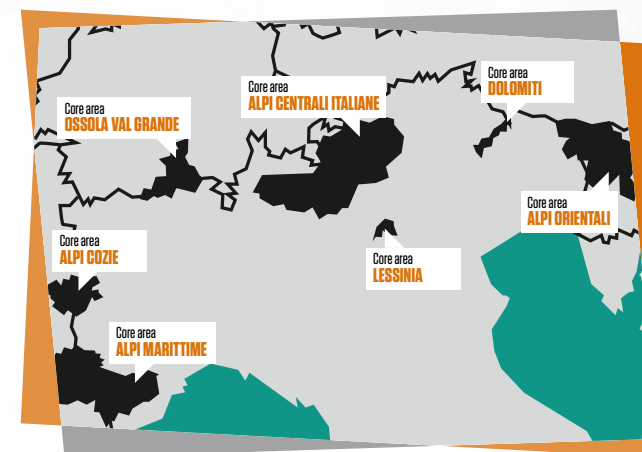 Core area
DOLOMITI
Core area
ALPI CENTRALI ITALIANE
Core area
OSSOLA VAL GRANDE
Core area
ALPI ORIENTALI
Core area
ALPI COZIE
Core area
LESSINIA
Core area
ALPI MARITTIME